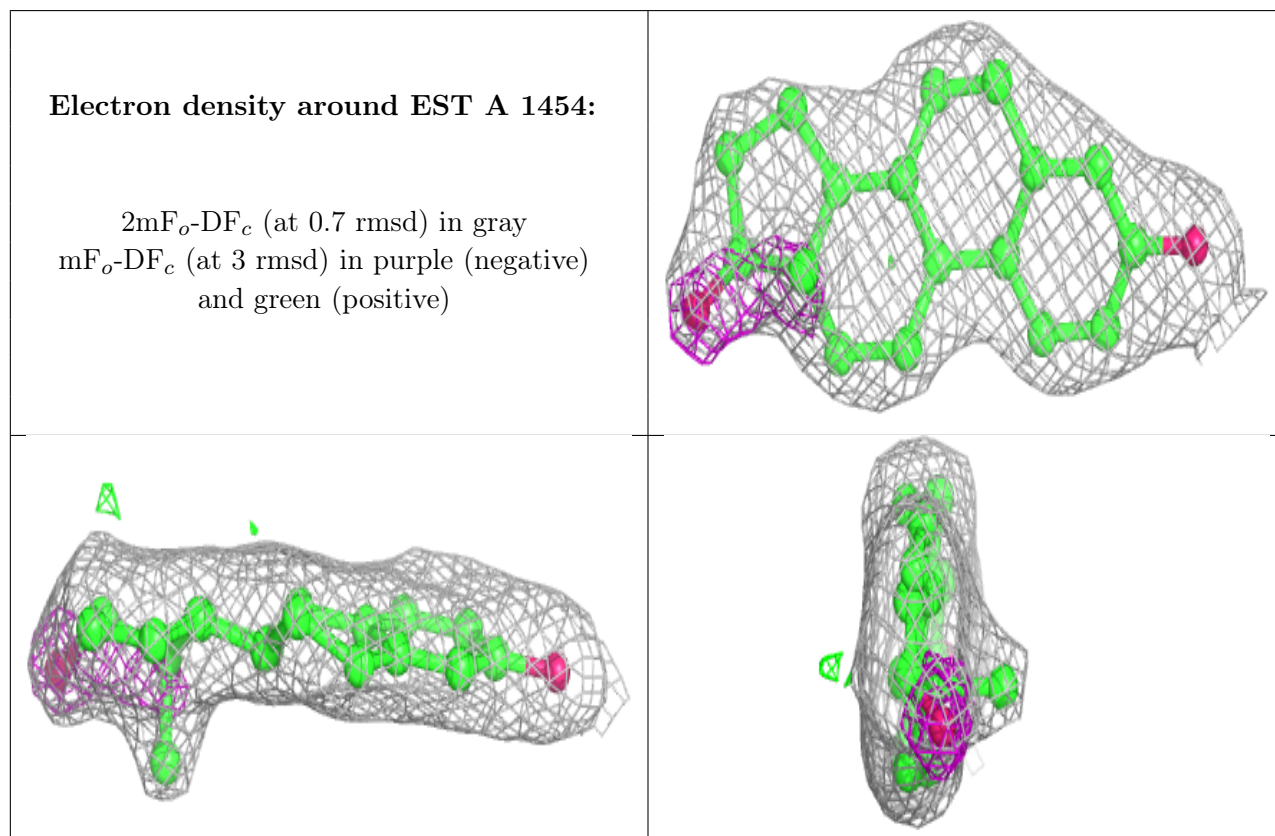 Electron density around EST A 1454:
2mFo-DFc (at 0.7 rmsd) in gray
mFo-DFc (at 3 rmsd) in purple (negative)
and green (positive)